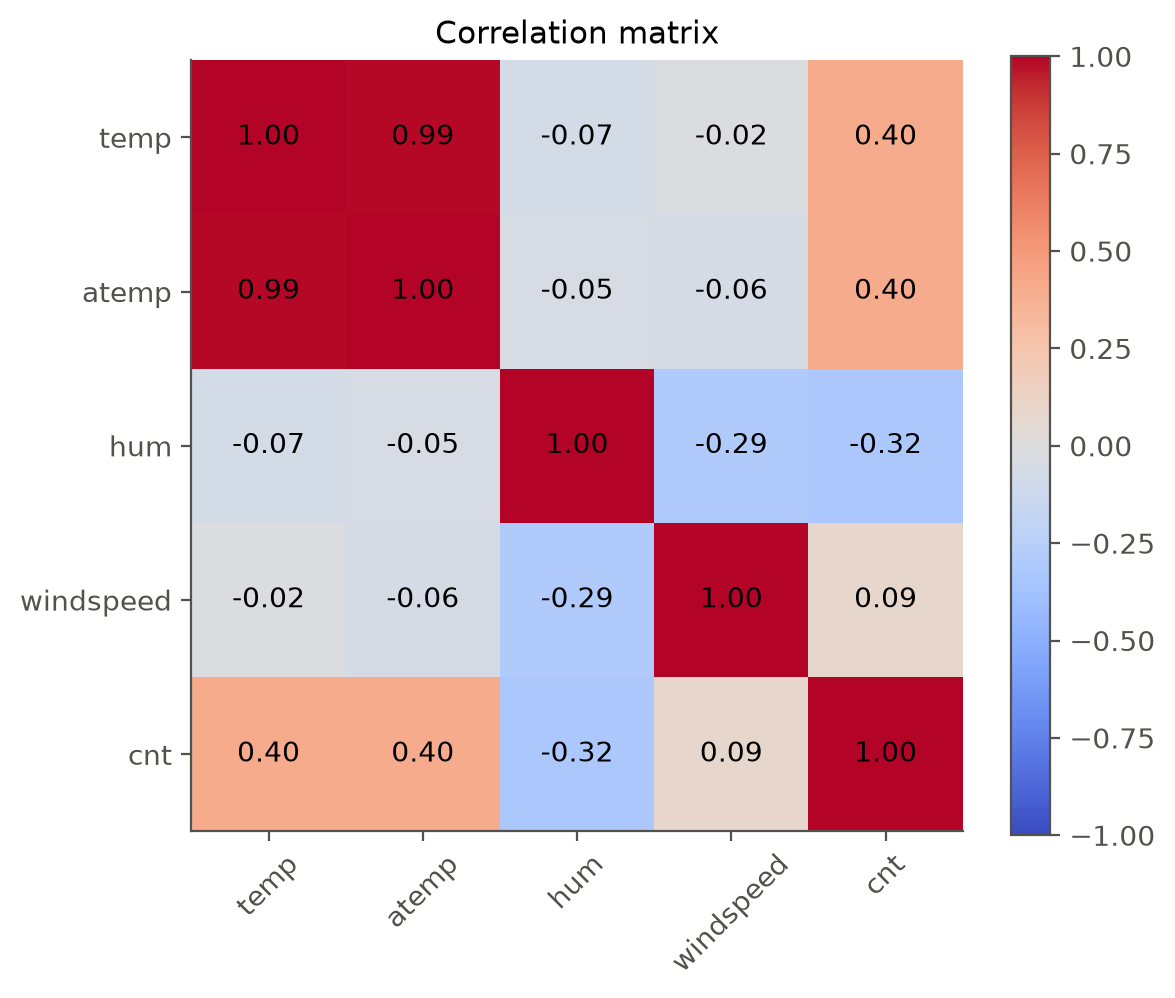 Correlation matrix
temp 1.00 0.99 -0.07 -0.02 0.40
atemp 0.99 1.00 -0.05 -0.06 0.40
hum -0.07 -0.05 1.00 -0.29 -0.32
windspeed -0.02 -0.06 -0.29 1.00 0.09
cnt 0.40 0.40 -0.32 0.09 1.00
temp atemp hum windspeed cnt
1.00
0.75
0.50
0.25
0.00
−0.25
−0.50
−0.75
−1.00